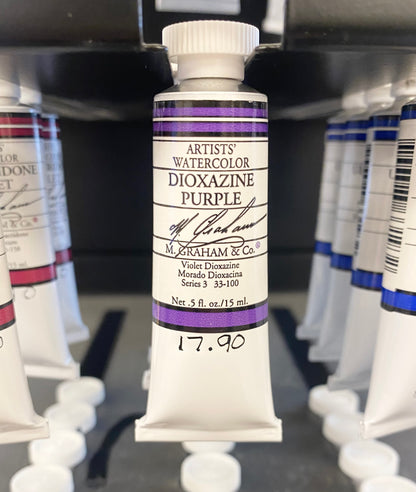 ARTISTS'
WATERCOLOR
DIOXAZINE
PURPLE
M. Graham
M. GRAHAM & Co.®
Violet Dioxazine
Morado Dioxacina
Series 3 33-100
Net .5 fl. oz./15 ml.
17.90